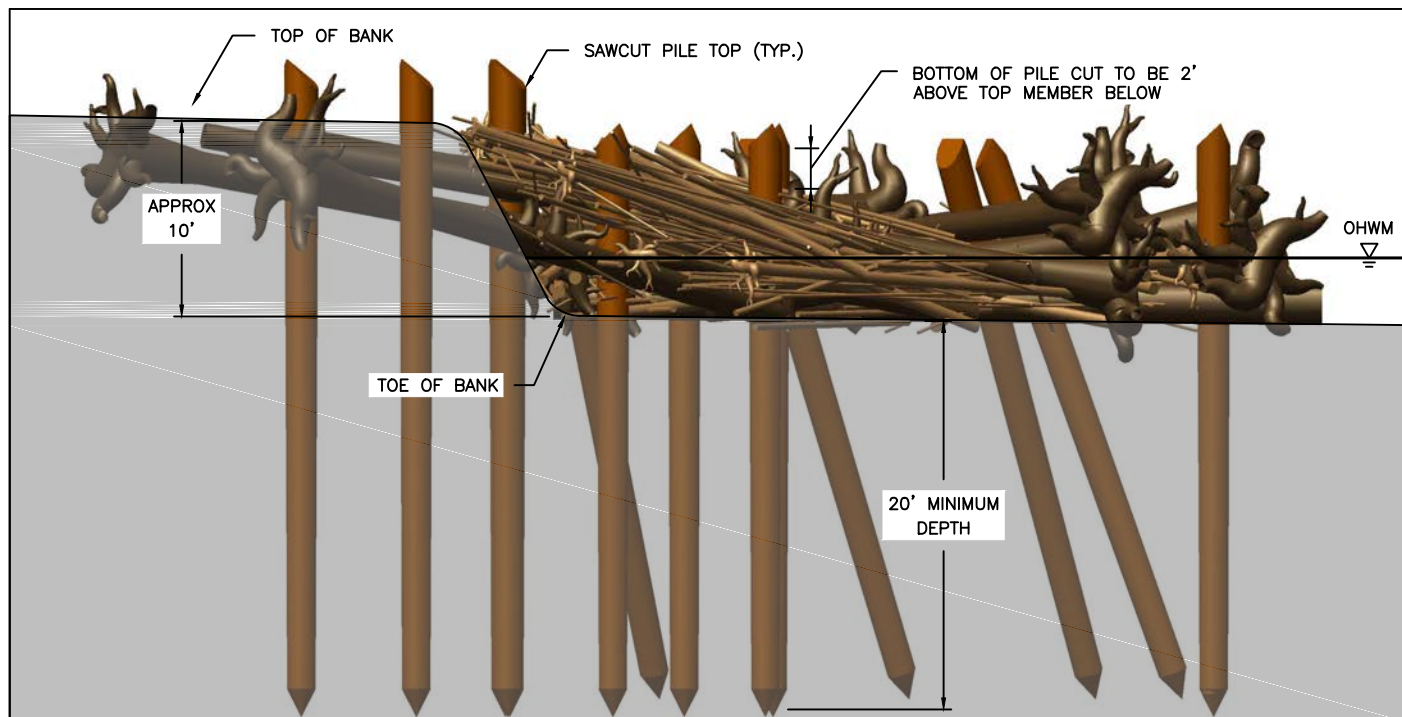 TOP OF BANK
SAWCUT PILE TOP (TYP.)
BOTTOM OF PILE CUT TO BE 2'
ABOVE TOP MEMBER BELOW
APPROX
10'
OHWM
TOE OF BANK
20' MINIMUM
DEPTH